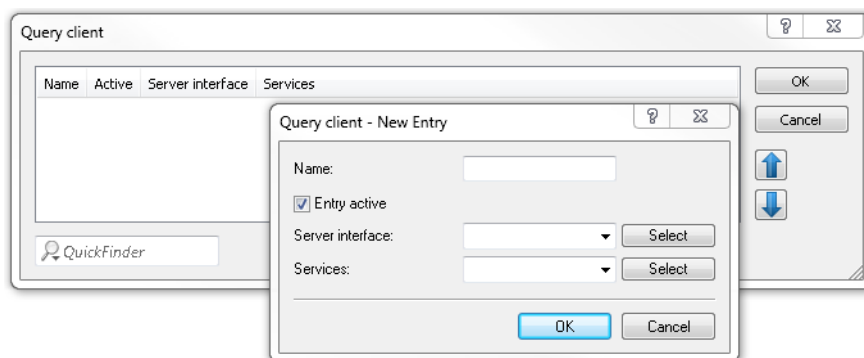 Query client
Name Active Server interface Services
OK
Cancel
QuickFinder
Query client - New Entry
Name:
Entry active
Server interface: Select
Services: Select
OK Cancel